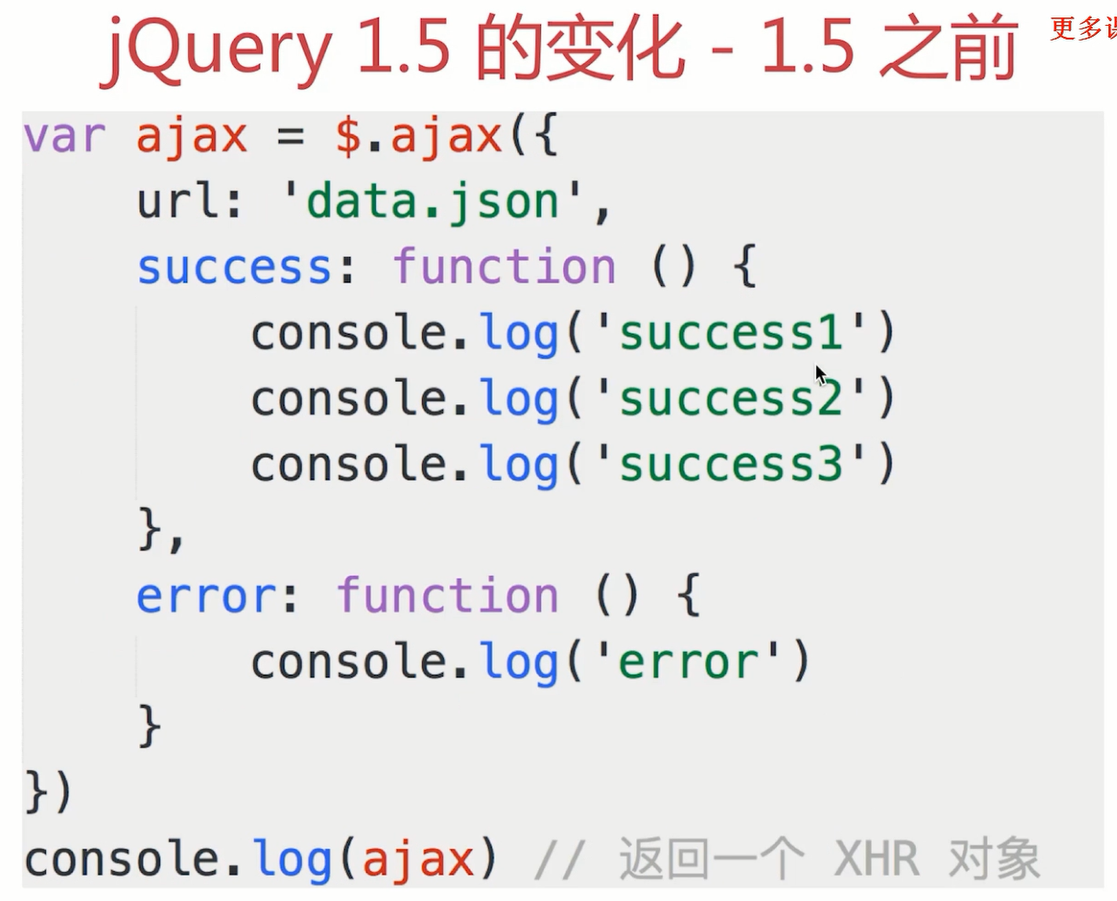 jQuery 1.5 的变化 - 1.5 之前
更多
var ajax = $.ajax({
    url: 'data.json',
    success: function () {
        console.log('success1')
        console.log('success2')
        console.log('success3')
    },
    error: function () {
        console.log('error')
    }
})
console.log(ajax) // 返回一个 XHR 对象